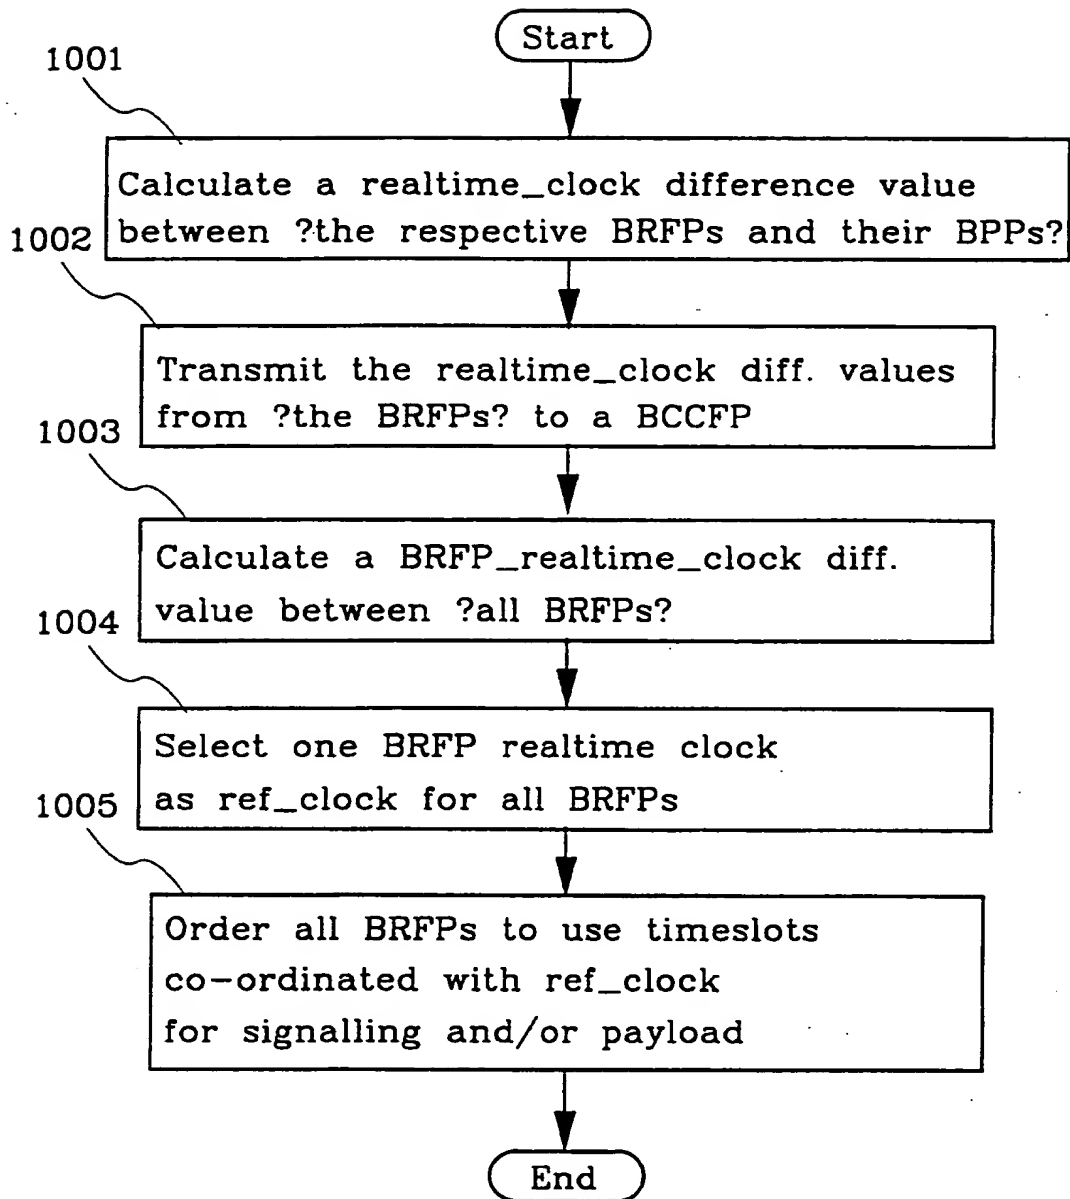 Start
1001
Calculate a realtime_clock difference value
between ?the respective BRFPs and their BPPs?
1002
Transmit the realtime_clock diff. values
from ?the BRFPs? to a BCCFP
1003
Calculate a BRFP_realtime_clock diff.
value between ?all BRFPs?
1004
Select one BRFP realtime clock
as ref_clock for all BRFPs
1005
Order all BRFPs to use timeslots
co-ordinated with ref_clock
for signalling and/or payload
End